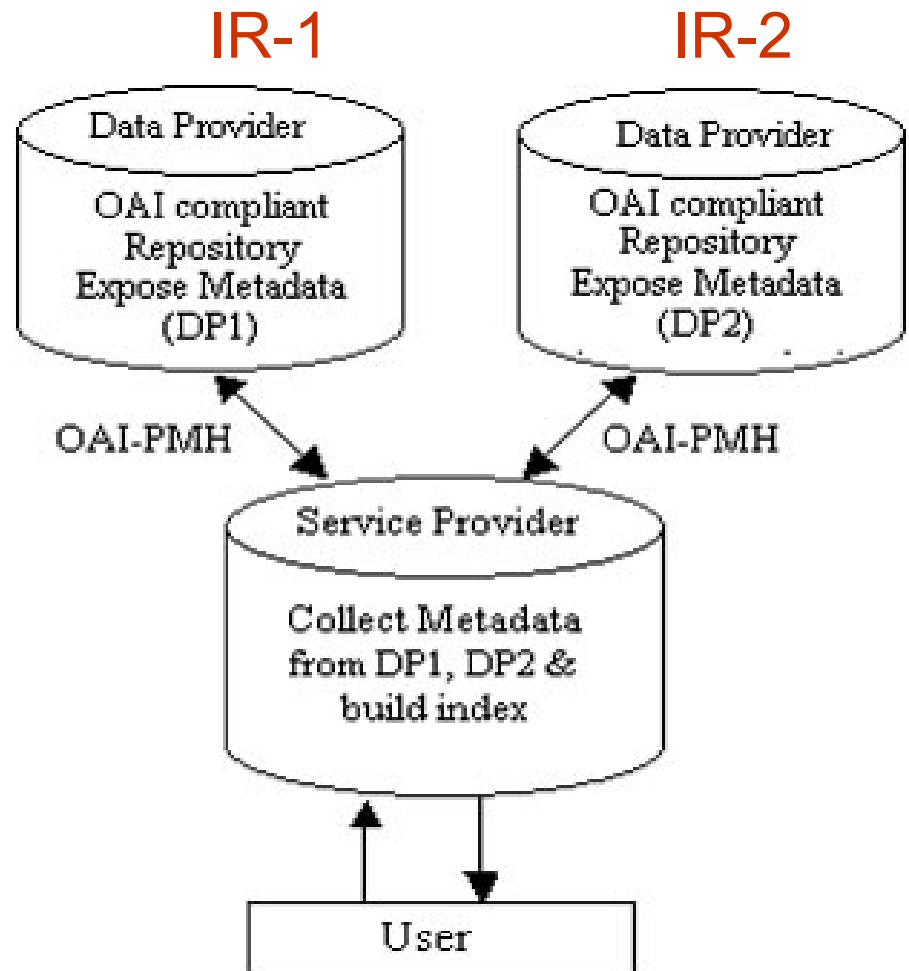 IR-1
IR-2
Data Provider
OAI compliant
Repository
Expose Metadata
(DP1)
Data Provider
OAI compliant
Repository
Expose Metadata
(DP2)
OAI-PMH
OAI-PMH
Service Provider
Collect Metadata
from DP1, DP2 &
build index
User